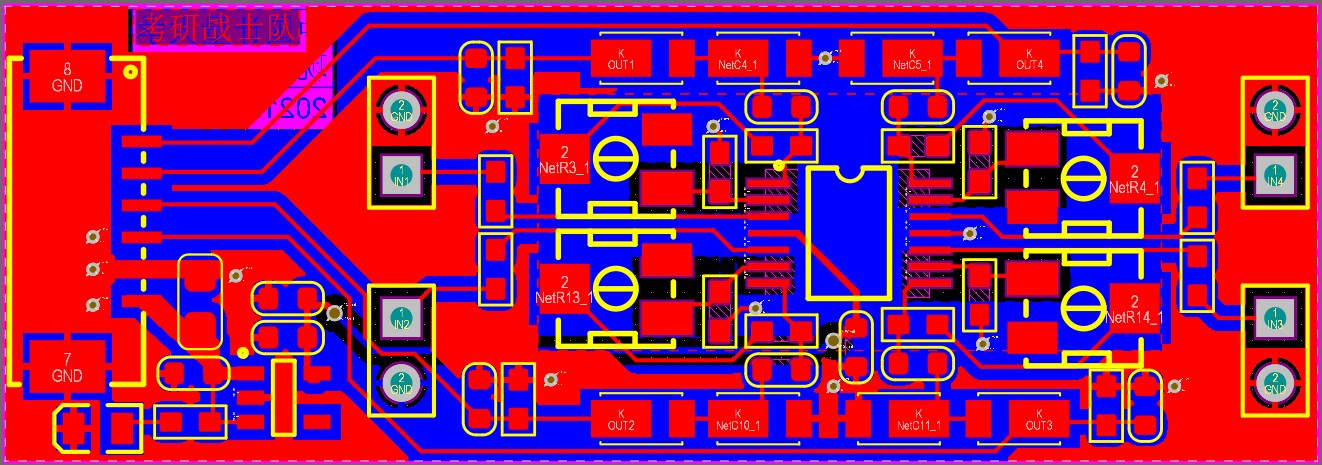 考研战士队
2021
8
GND
7
GND
2
GND
1
IN1
1
IN2
2
GND
K
OUT1
K
NetC4_1
K
NetC5_1
K
OUT4
2
NetR3_1
2
NetR13_1
2
NetR4_1
2
NetR14_1
K
OUT2
K
NetC10_1
K
NetC11_1
K
OUT3
2
GND
1
IN4
1
IN3
2
GND